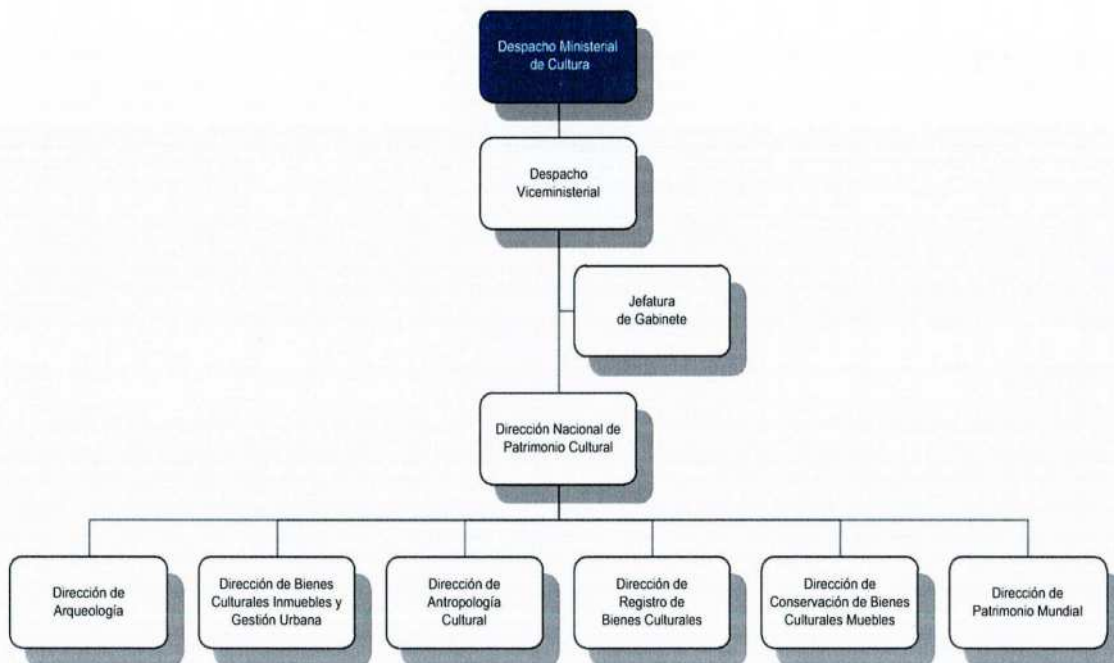 Despacho Ministerial
de Cultura
Despacho
Viceministerial
Jefatura
de Gabinete
Dirección Nacional de
Patrimonio Cultural
Dirección de
Arqueología
Dirección de Bienes
Culturales Inmuebles y
Gestión Urbana
Dirección de
Antropología
Cultural
Dirección de
Registro de
Bienes Culturales
Dirección de
Conservación de Bienes
Culturales Muebles
Dirección de
Patrimonio Mundial